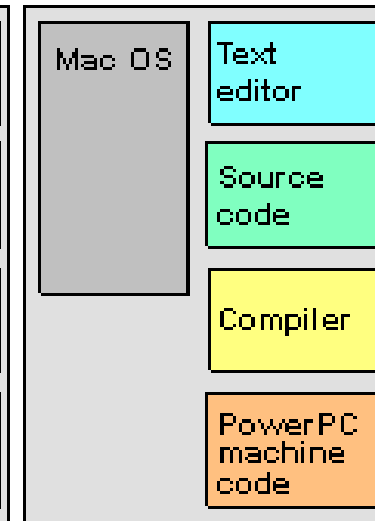 Mac OS
Text
editor
Source
code
Compiler
PowerPC
machine
code